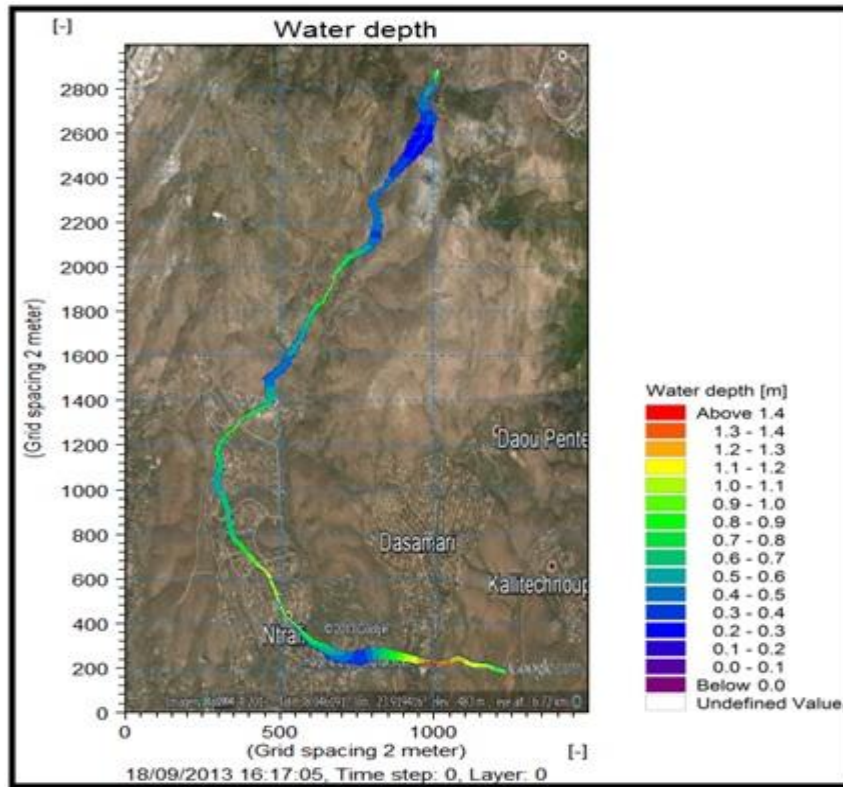 [-]
Water depth
2800
2600
2400
2200
2000
1800
1600
1400
1200
1000
800
600
400
200
0
(Grid spacing 2 meter)
0 500 1000
(Grid spacing 2 meter) [-]
18/09/2013 16:17:05, Time step: 0, Layer: 0
Daou Pente
Dasamari
Kallitechnoup
Ntrafi
©2013 Google
Google.com
Water depth [m]
Above 1.4
1.3 - 1.4
1.2 - 1.3
1.1 - 1.2
1.0 - 1.1
0.9 - 1.0
0.8 - 0.9
0.7 - 0.8
0.6 - 0.7
0.5 - 0.6
0.4 - 0.5
0.3 - 0.4
0.2 - 0.3
0.1 - 0.2
0.0 - 0.1
Below 0.0
Undefined Value